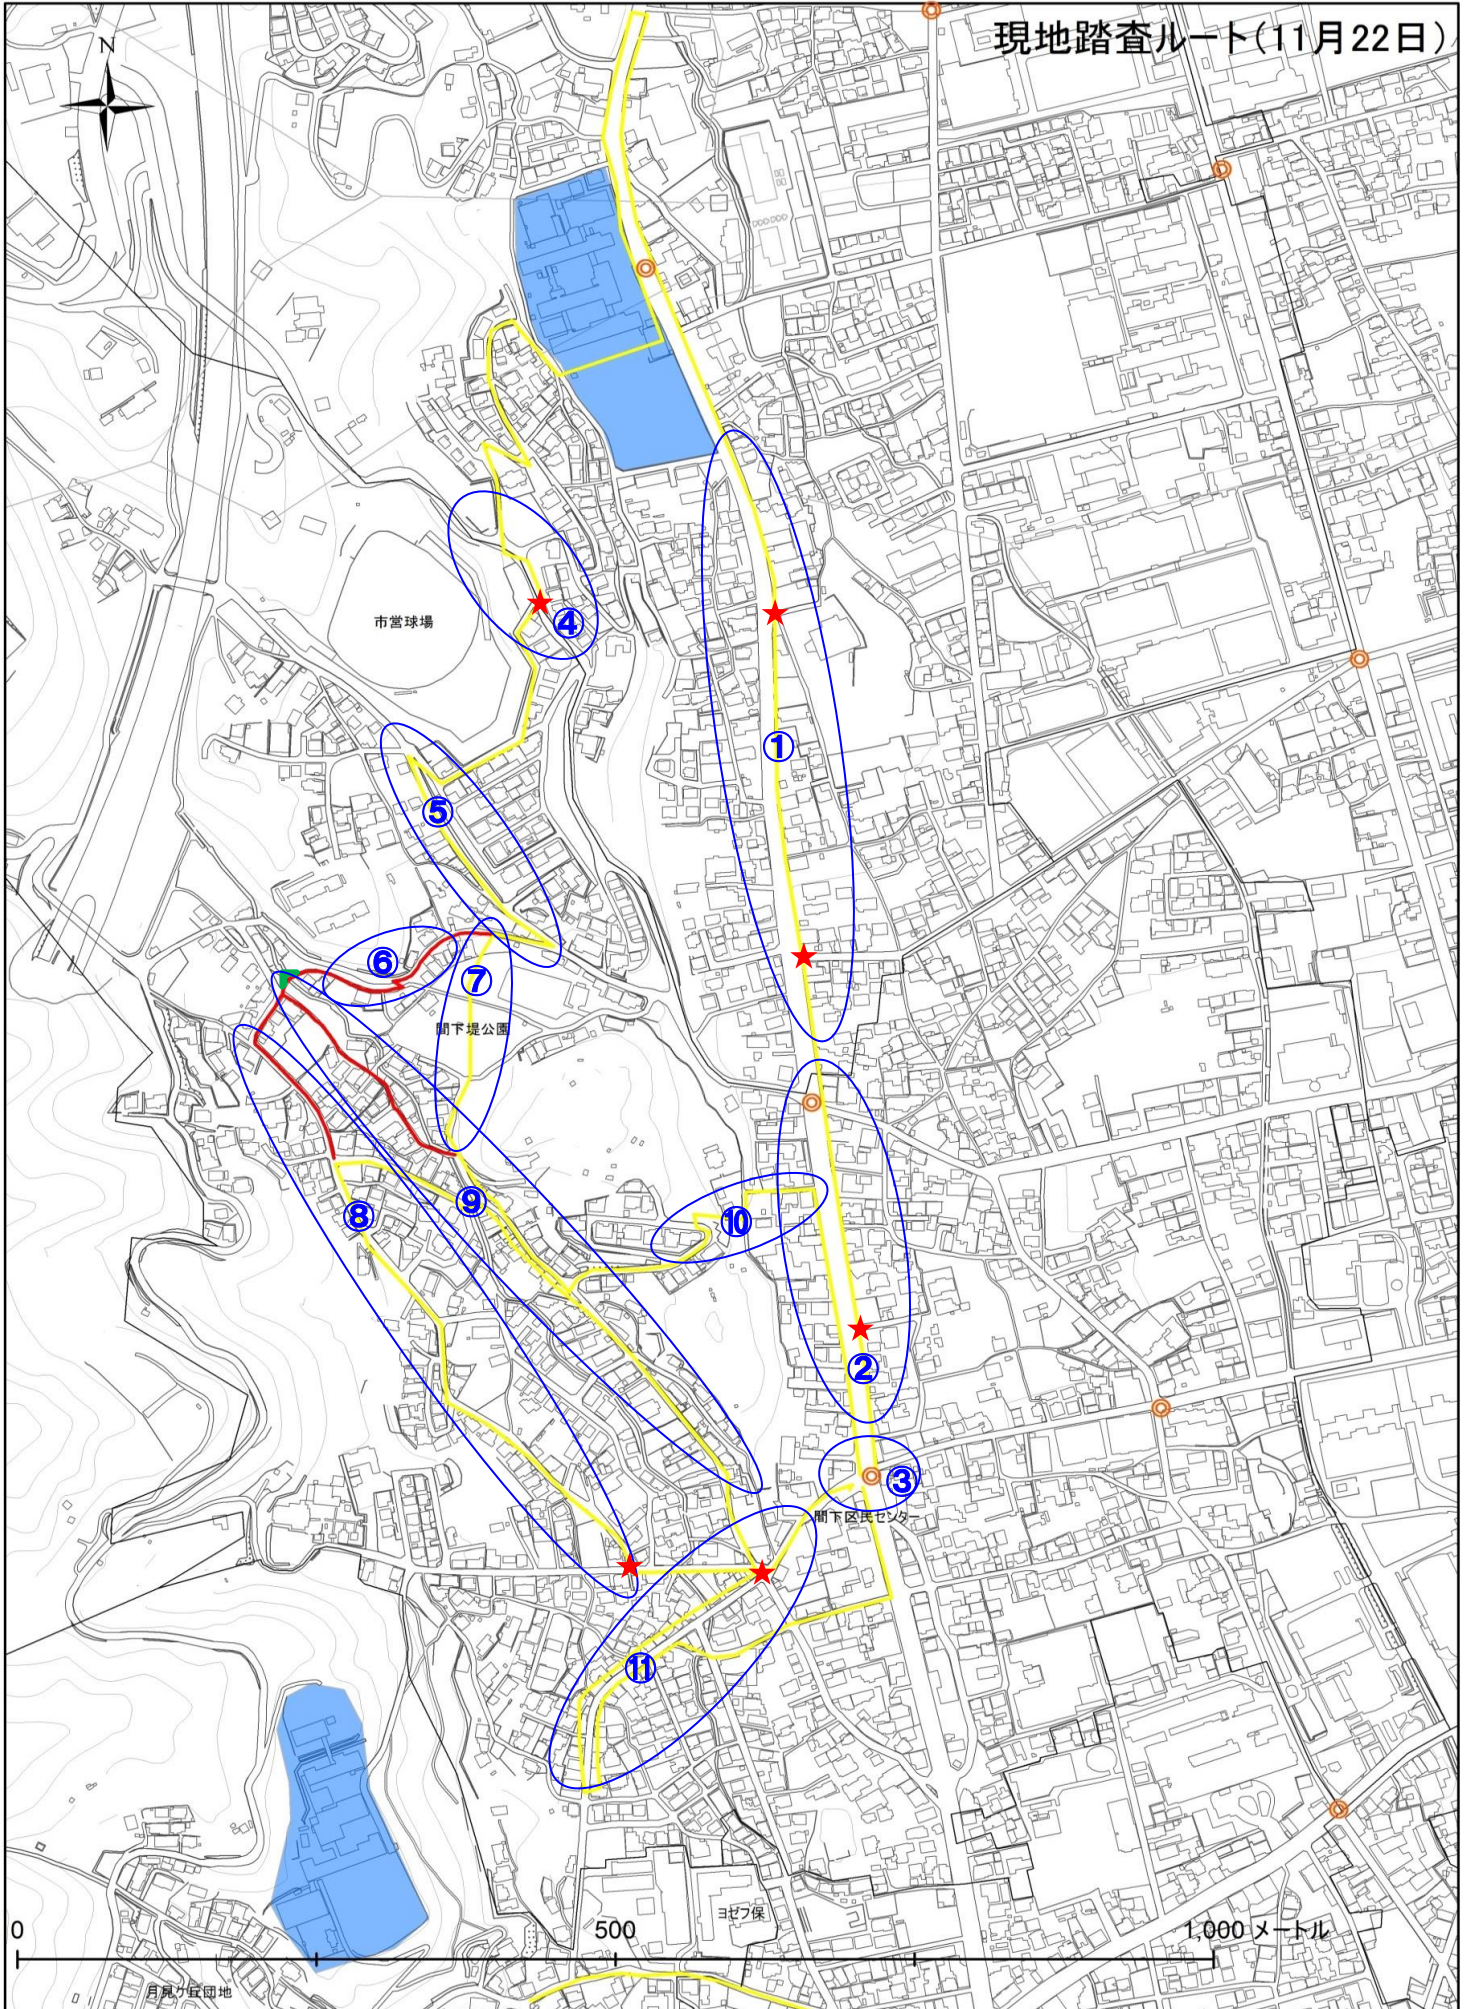 現地踏査ルート(11月22日)
N
市営球場
④
①
⑤
⑥
⑦
間下堤公園
⑨
⑧
⑩
②
③
間下区民センター
⑪
ヨゼフ保
0
500
1,000 メートル
月見ケ丘団地